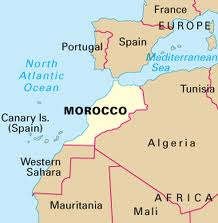 France
EUROPE
Portugal
Spain
North
Atlantic
Ocean
Mediterranean
Sea
Tunisia
MOROCCO
Canary Is.
(Spain)
Algeria
Western
Sahara
Mauritania
Mali
AFRICA